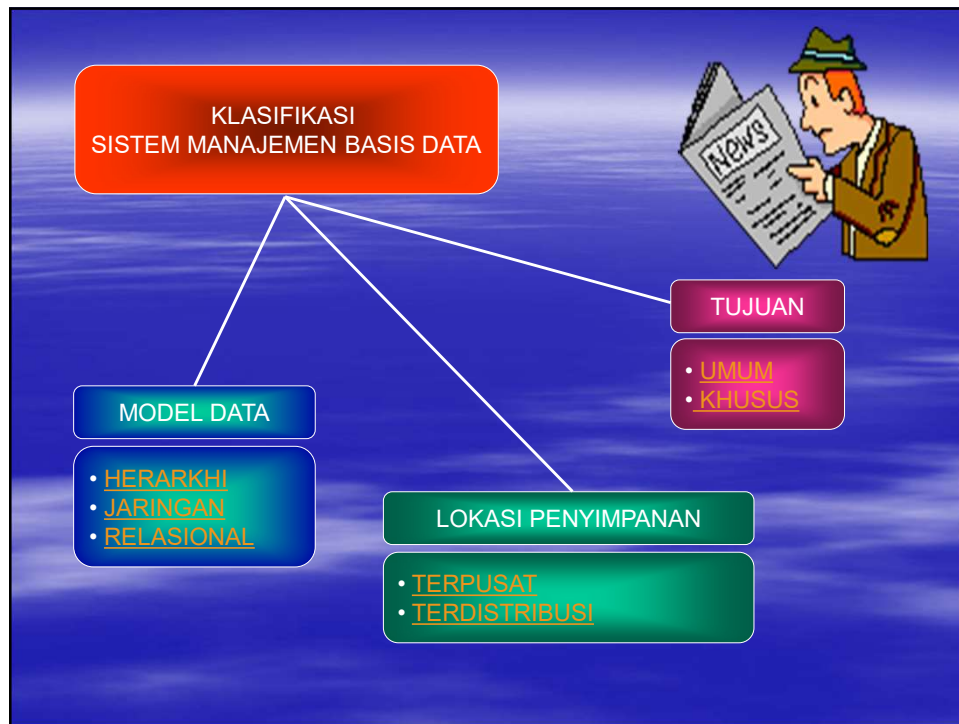 KLASIFIKASI
SISTEM MANAJEMEN BASIS DATA
NEWS
TUJUAN
• UMUM
• KHUSUS
MODEL DATA
• HERARKHI
• JARINGAN
• RELASIONAL
LOKASI PENYIMPANAN
• TERPUSAT
• TERDISTRIBUSI